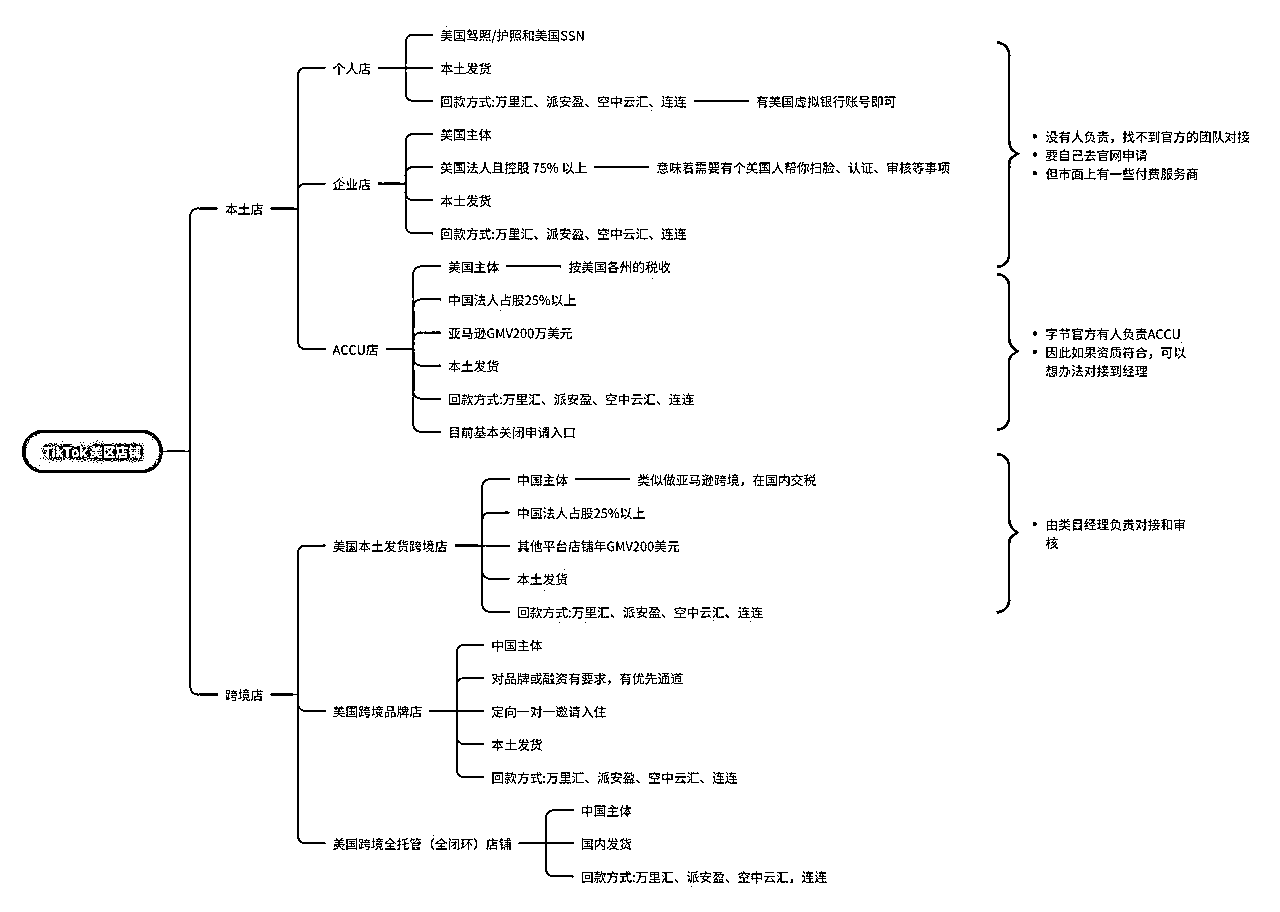 TikTok美区店铺
本土店
个人店
美国驾照/护照和美国SSN
本土发货
回款方式:万里汇、派安盈、空中云汇、连连
有美国虚拟银行账号即可
企业店
美国主体
美国法人且控股 75% 以上
意味着需要有个美国人帮你扫脸、认证、审核等事项
本土发货
回款方式:万里汇、派安盈、空中云汇、连连
• 没有人负责，找不到官方的团队对接
• 要自己去官网申请
• 但市面上有一些付费服务商
ACCU店
美国主体
按美国各州的税收
中国法人占股25%以上
亚马逊GMV200万美元
本土发货
回款方式:万里汇、派安盈、空中云汇、连连
目前基本关闭申请入口
• 字节官方有人负责ACCU
• 因此如果资质符合，可以
想办法对接到经理
跨境店
美国本土发货跨境店
中国主体
类似做亚马逊跨境，在国内交税
中国法人占股25%以上
其他平台店铺年GMV200美元
本土发货
回款方式:万里汇、派安盈、空中云汇、连连
• 由类目经理负责对接和审
核
美国跨境品牌店
中国主体
对品牌或融资有要求，有优先通道
定向一对一邀请入住
本土发货
回款方式:万里汇、派安盈、空中云汇、连连
美国跨境全托管（全闭环）店铺
中国主体
国内发货
回款方式:万里汇、派安盈、空中云汇，连连